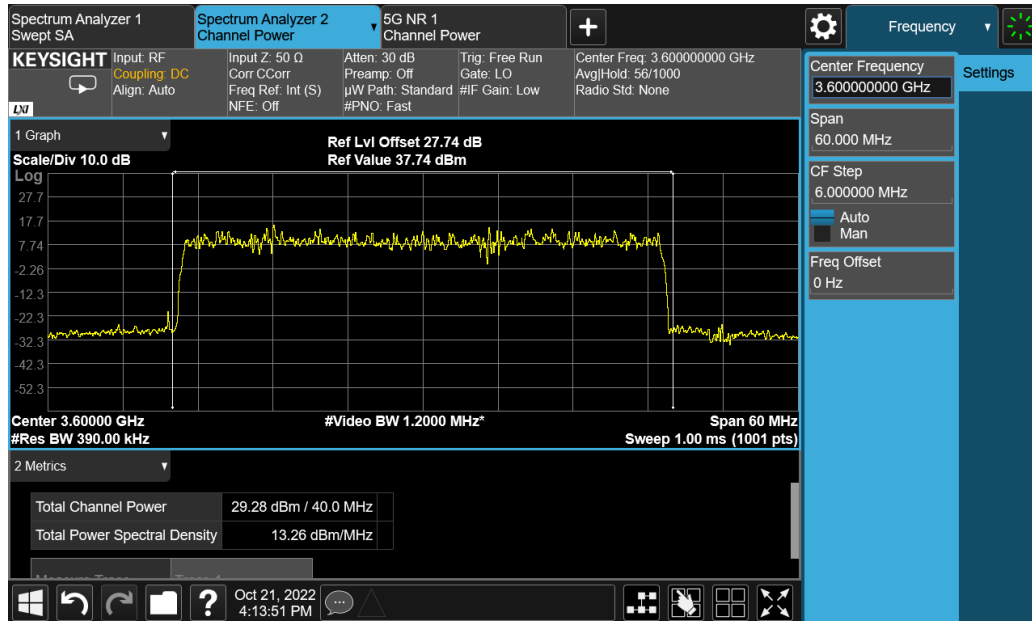 Spectrum Analyzer 1
Swept SA
Spectrum Analyzer 2
Channel Power
5G NR 1
Channel Power
Frequency
KEYSIGHT
LXI
Input: RF
Coupling: DC
Align: Auto
Input Z: 50 Ω
Corr CCorr
Freq Ref: Int (S)
NFE: Off
Atten: 30 dB
Preamp: Off
µW Path: Standard
#PNO: Fast
Trig: Free Run
Gate: LO
#IF Gain: Low
Center Freq: 3.600000000 GHz
Avg|Hold: 56/1000
Radio Std: None
Center Frequency
3.600000000 GHz
Settings
Span
60.000 MHz
CF Step
6.000000 MHz
Auto
Man
Freq Offset
0 Hz
1 Graph
Scale/Div 10.0 dB
Ref Lvl Offset 27.74 dB
Ref Value 37.74 dBm
Log
27.7
17.7
7.74
-2.26
-12.3
-22.3
-32.3
-42.3
-52.3
Center 3.60000 GHz
#Video BW 1.2000 MHz*
Span 60 MHz
#Res BW 390.00 kHz
Sweep 1.00 ms (1001 pts)
2 Metrics
Total Channel Power
29.28 dBm / 40.0 MHz
Total Power Spectral Density
13.26 dBm/MHz
?
Oct 21, 2022
4:13:51 PM